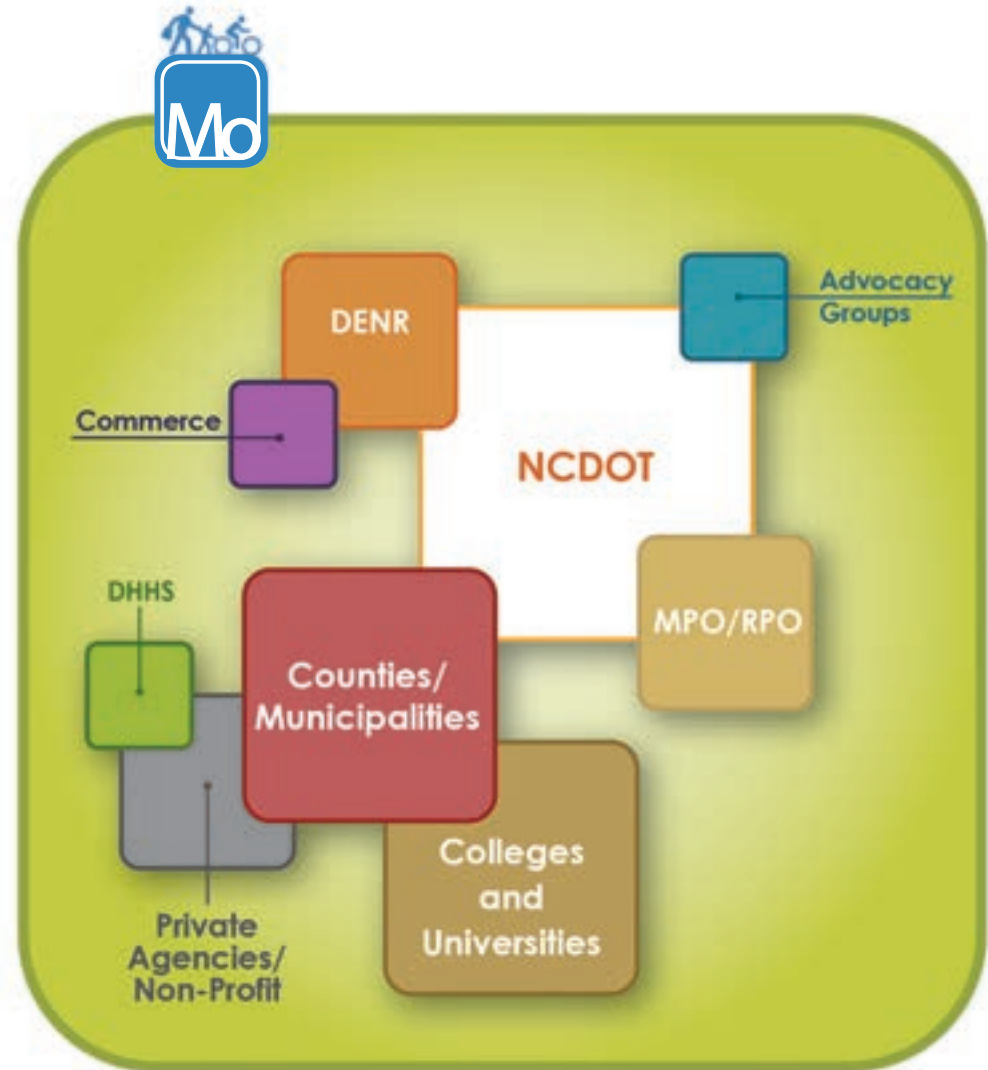 Mo
DENR
Advocacy
Groups
Commerce
NCDOT
DHHS
MPO/RPO
Counties/
Municipalities
Colleges
and
Universities
Private
Agencies/
Non-Profit